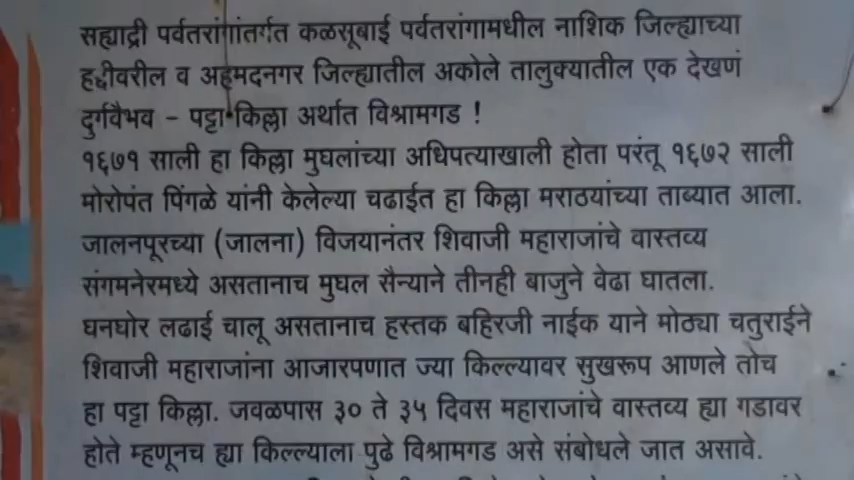 सह्याद्री पर्वतरांगांतर्गत कळसूबाई पर्वतरांगामधील नाशिक जिल्ह्याच्या
हद्दीवरील व अहमदनगर जिल्ह्यातील अकोले तालुक्यातील एक देखणं
दुर्गवैभव - पट्टा किल्ला अर्थात विश्रामगड !
१६७१ साली हा किल्ला मुघलांच्या अधिपत्याखाली होता परंतू १६७२ साली
मोरोपंत पिंगळे यांनी केलेल्या चढाईत हा किल्ला मराठयांच्या ताब्यात आला.
जालनपूरच्या (जालना) विजयानंतर शिवाजी महाराजांचे वास्तव्य
संगमनेरमध्ये असतानाच मुघल सैन्याने तीनही बाजुने वेढा घातला.
घनघोर लढाई चालू असतानाच हस्तक बहिरजी नाईक याने मोठ्या चतुराईने
शिवाजी महाराजांना आजारपणात ज्या किल्ल्यावर सुखरूप आणले तोच
हा पट्टा किल्ला. जवळपास ३० ते ३५ दिवस महाराजांचे वास्तव्य ह्या गडावर
होते म्हणूनच ह्या किल्ल्याला पुढे विश्रामगड असे संबोधले जात असावे.